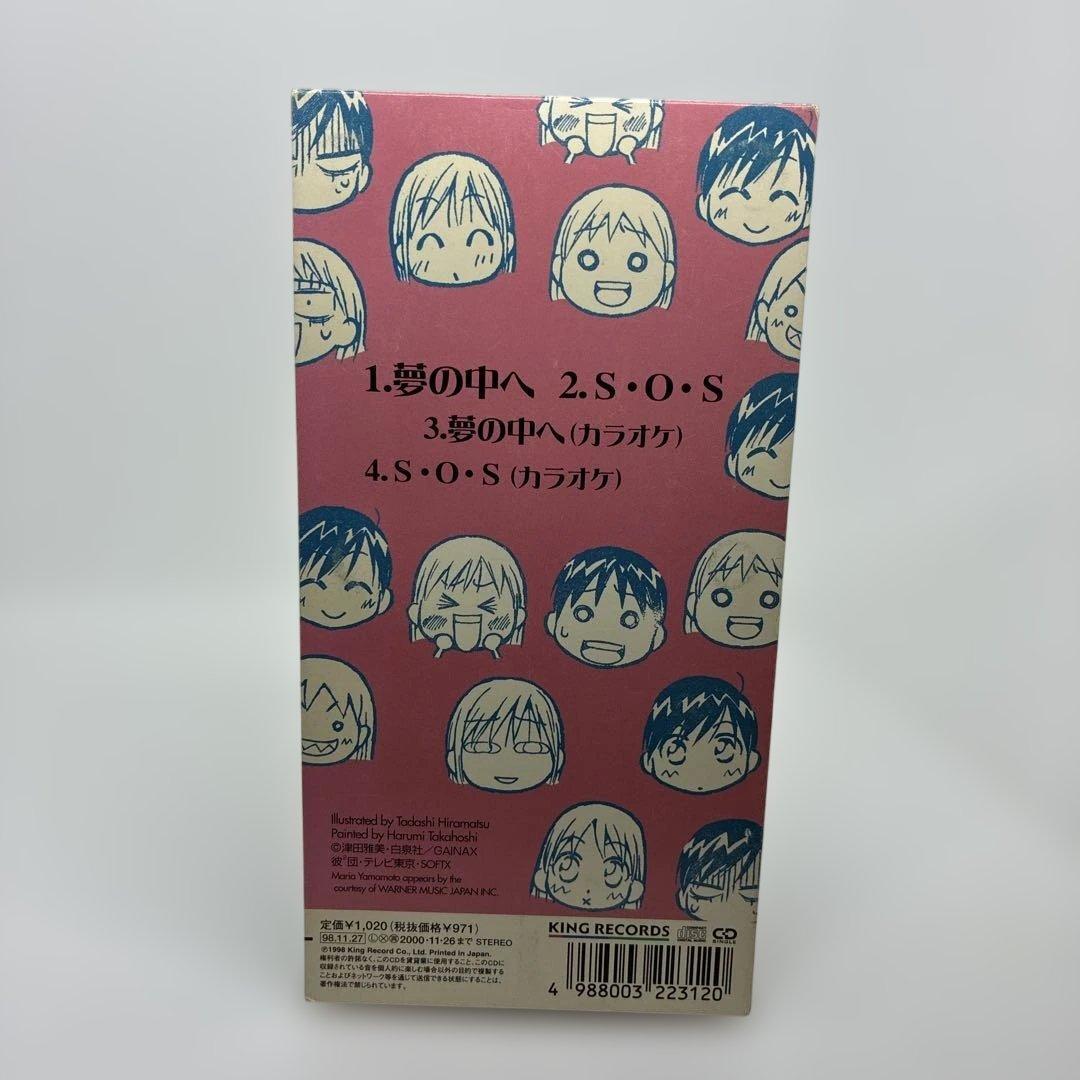 1.夢の中へ 2.S・O・S
3.夢の中へ(カラオケ)
4.S・O・S(カラオケ)
Illustrated by Tadashi Hiramatsu
Painted by Harumi Takahoshi
©津田雅美・白泉社/GAINAX
彼²団・テレビ東京・SOFTX
Maria Yamamoto appears by the
courtesy of WARNER MUSIC JAPAN INC.
定価¥1,020(税抜価格¥971)
98.11.27 Ⓛ 2000・11・26まで STEREO
Ⓟ1998 King Record Co., Ltd. Printed in Japan.
権利者の許諾なく、このCDを賃貸業に使用すること、このCDに
収録されている音を個人的に楽しむ場合以外の目的で複製する
ことおよびネットワーク等を通じて送信できる状態にすることは、
著作権法で禁じられています。
KING RECORDS
COMPACT disc DIGITAL AUDIO
CD SINGLE
4 988003 223120